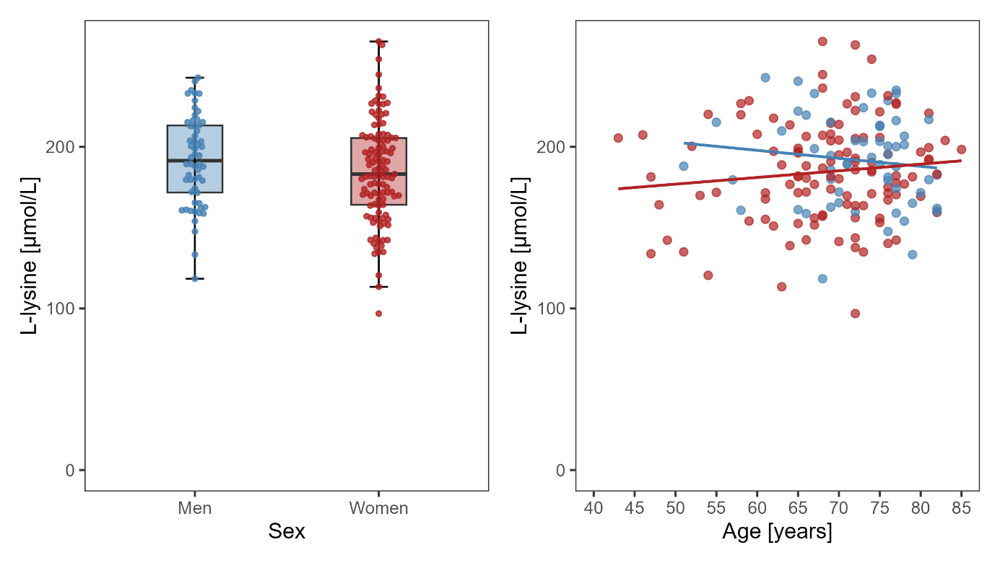 L-lysine [µmol/L]
200
100
0
Men Women
Sex
L-lysine [µmol/L]
200
100
0
40 45 50 55 60 65 70 75 80 85
Age [years]